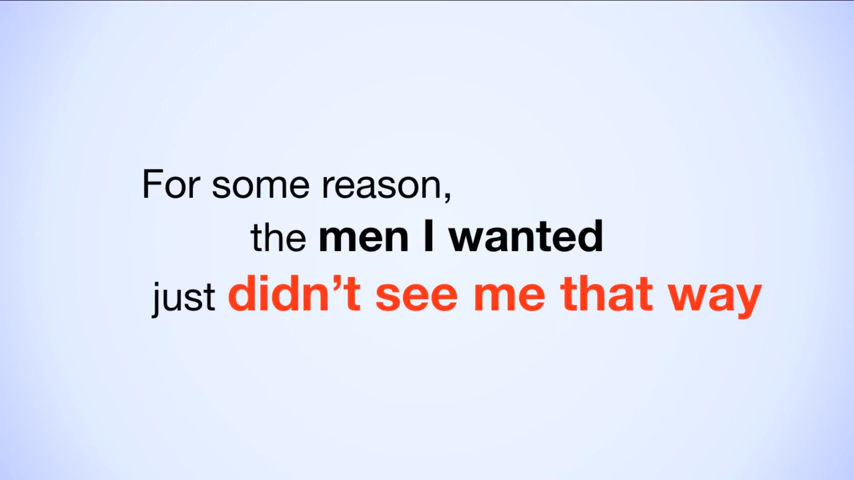 For some reason,
the men I wanted
just didn’t see me that way